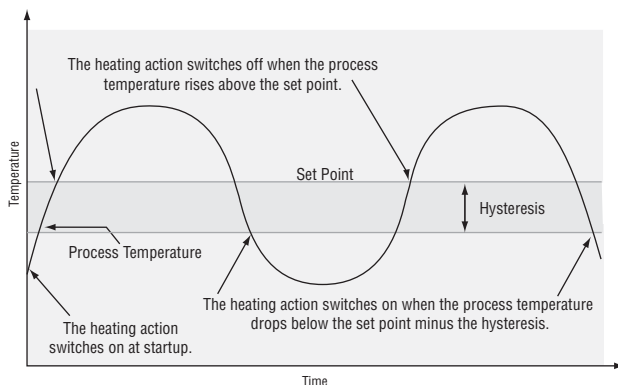 The heating action switches off when the process
temperature rises above the set point.
Temperature
Set Point
Hysteresis
Process Temperature
The heating action switches on when the process temperature
drops below the set point minus the hysteresis.
The heating action
switches on at startup.
Time